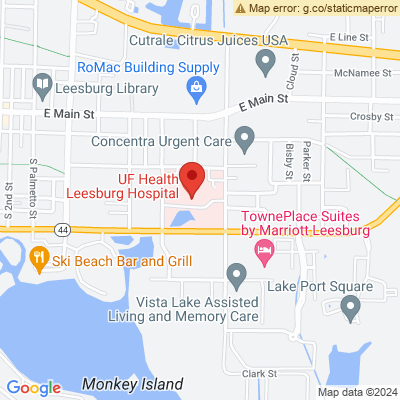 Map error: g.co/staticmaperror
Cutrale Citrus Juices USA
E Line St
RoMac Building Supply
McNamee St
Cloud St
Leesburg Library
E Main St
E Main St
Crosby St
Concentra Urgent Care
Bisby St
Parker St
S 2nd St
S Palmetto St
UF Health
Leesburg Hospital
TownePlace Suites
by Marriott Leesburg
44
44
Ski Beach Bar and Grill
Lake Port Square
Vista Lake Assisted
Living and Memory Care
Clark St
Monkey Island
Google
Map data ©2024